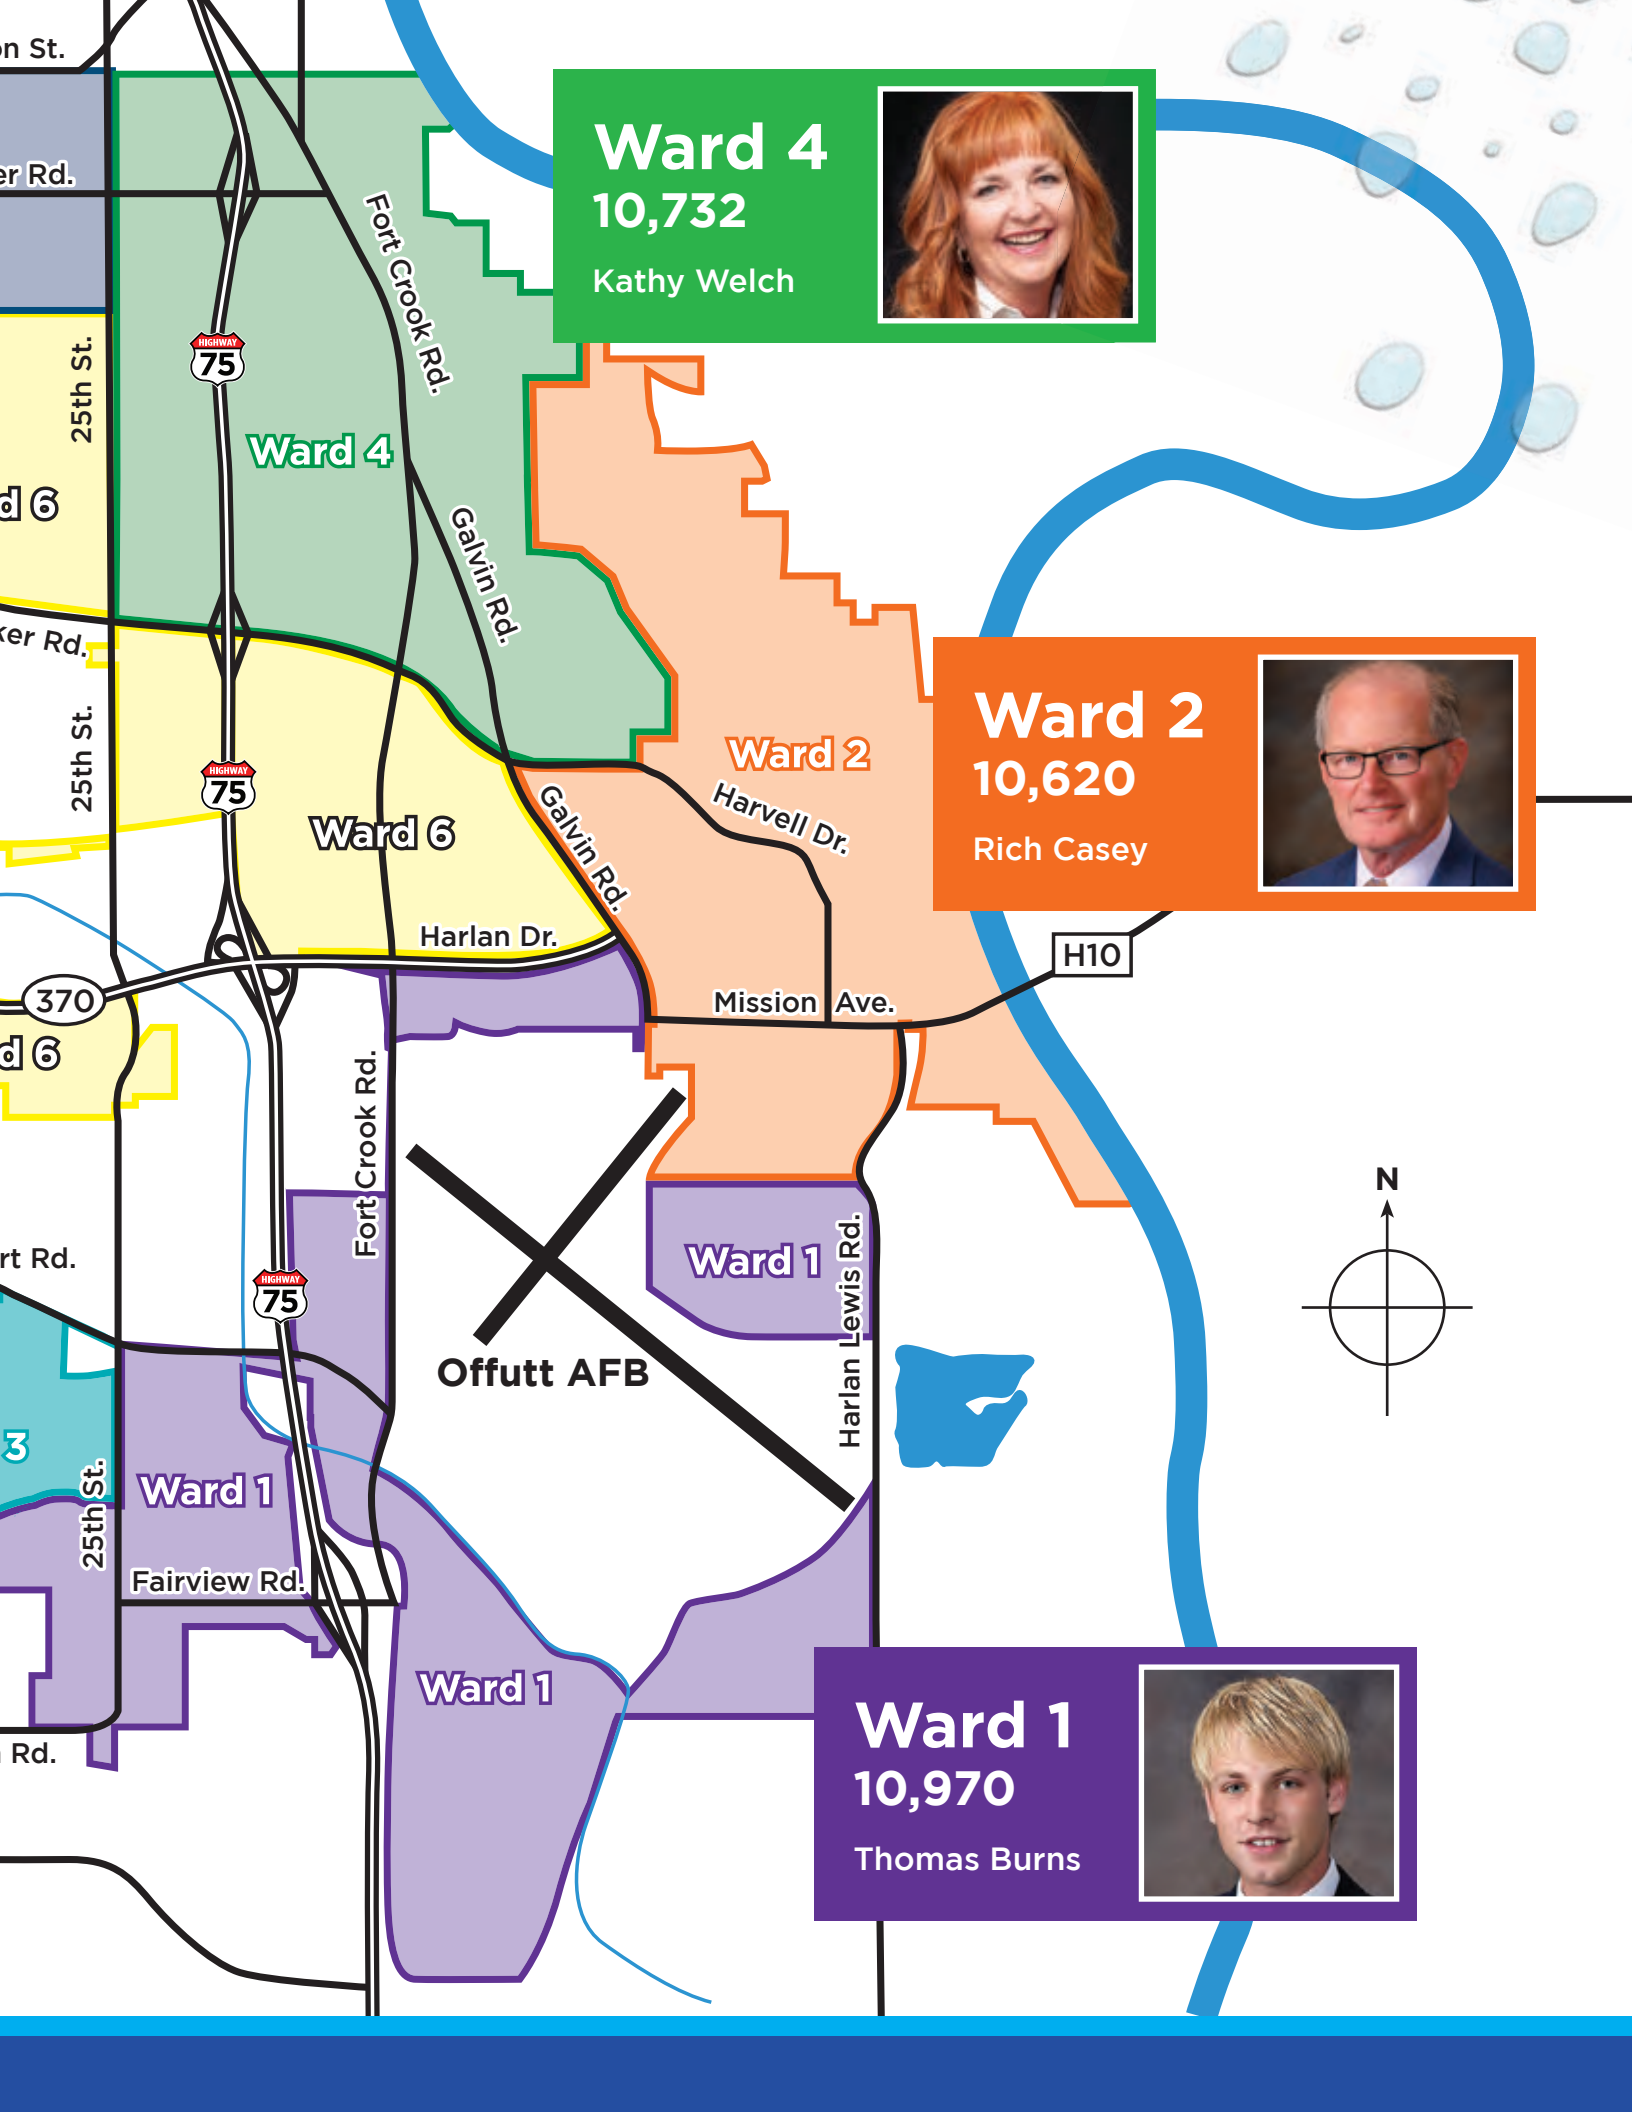 on St.
er Rd.
Ward 4
10,732
Kathy Welch
Fort Crook Rd.
25th St.
HIGHWAY
75
Ward 4
d 6
Galvin Rd.
ker Rd.
25th St.
HIGHWAY
75
Ward 6
Ward 2
Harvell Dr.
Galvin Rd.
Ward 2
10,620
Rich Casey
Harlan Dr.
H10
370
Mission Ave.
d 6
Fort Crook Rd.
N
rt Rd.
Ward 1
Harlan Lewis Rd.
HIGHWAY
75
Offutt AFB
3
25th St.
Ward 1
Fairview Rd.
Ward 1
Rd.
Ward 1
10,970
Thomas Burns